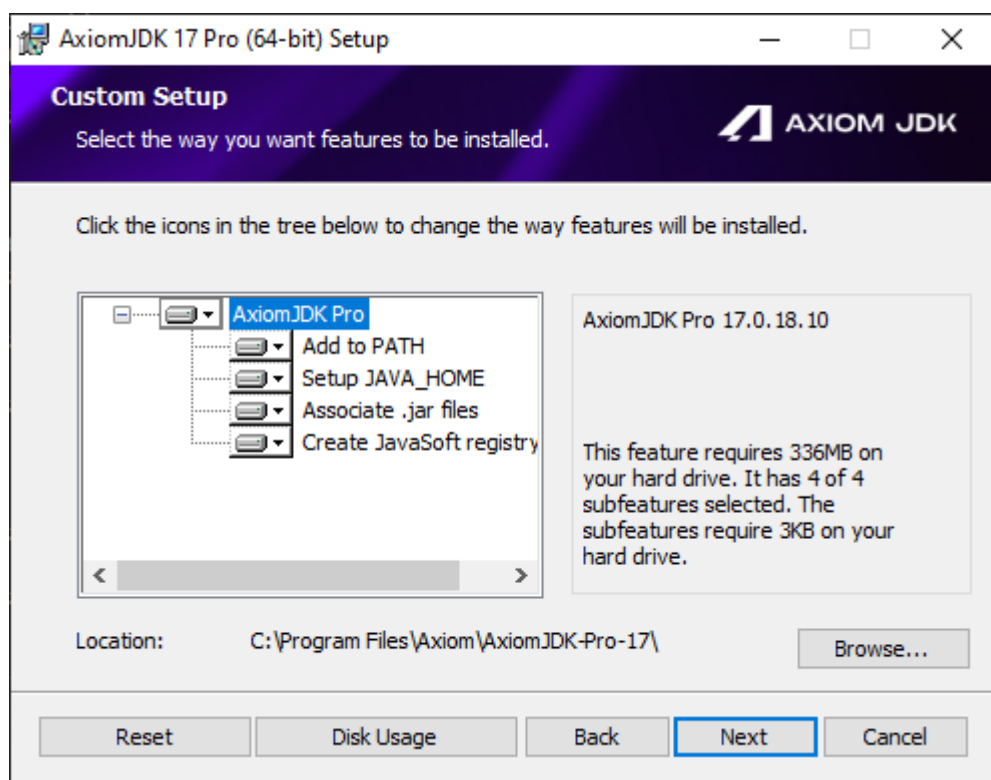 AxiomJDK 17 Pro (64-bit) Setup
Custom Setup
Select the way you want features to be installed.
AXIOM JDK
Click the icons in the tree below to change the way features will be installed.
AxiomJDK Pro
Add to PATH
Setup JAVA_HOME
Associate .jar files
Create JavaSoft registry
AxiomJDK Pro 17.0.18.10
This feature requires 336MB on
your hard drive. It has 4 of 4
subfeatures selected. The
subfeatures require 3KB on your
hard drive.
Location: C:\Program Files\Axiom\AxiomJDK-Pro-17\
Browse...
Reset Disk Usage Back Next Cancel